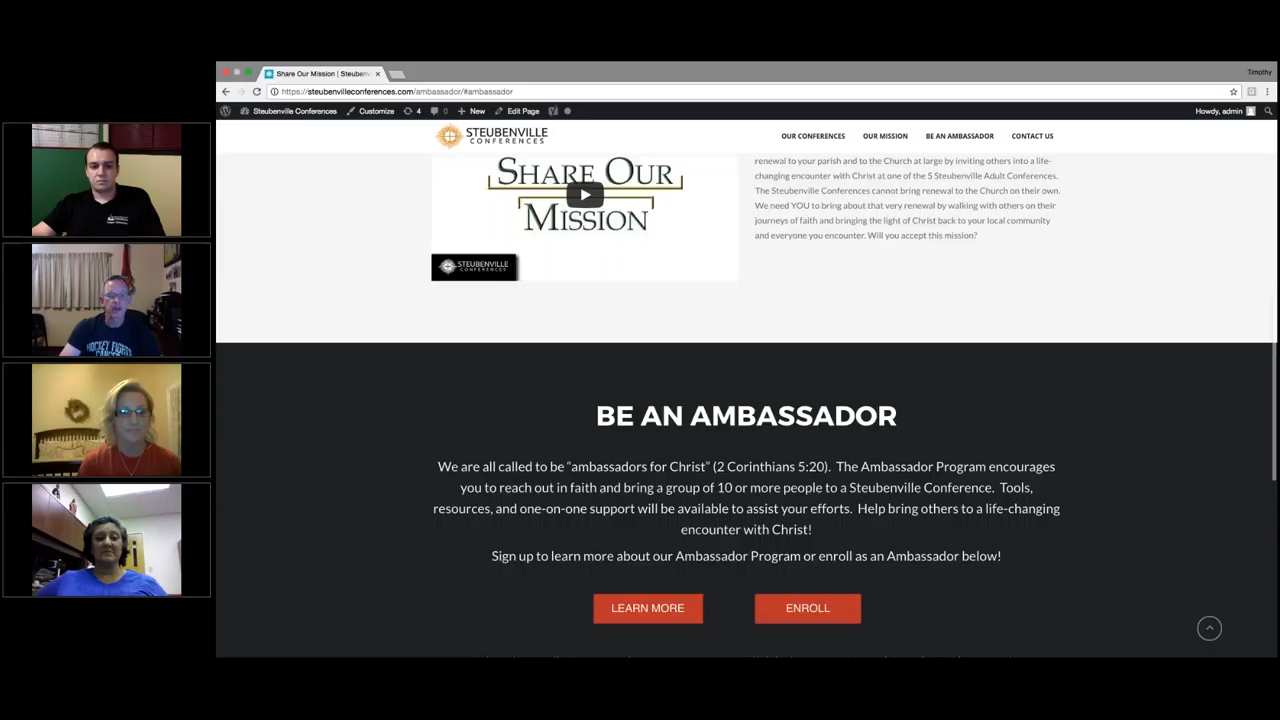 Share Our Mission | Steubenv
Timothy
https://steubenvilleconferences.com/ambassador/#ambassador
Steubenville Conferences Customize 4 0 New Edit Page Howdy, admin
STEUBENVILLE
CONFERENCES
OUR CONFERENCES OUR MISSION BE AN AMBASSADOR CONTACT US
SHARE OUR
MISSION
STEUBENVILLE
CONFERENCES
renewal to your parish and to the Church at large by inviting others into a life-
changing encounter with Christ at one of the 5 Steubenville Adult Conferences.
The Steubenville Conferences cannot bring renewal to the Church on their own.
We need YOU to bring about that very renewal by walking with others on their
journeys of faith and bringing the light of Christ back to your local community
and everyone you encounter. Will you accept this mission?
HOCKEY FIGHTS
CANCER
BE AN AMBASSADOR
We are all called to be “ambassadors for Christ” (2 Corinthians 5:20). The Ambassador Program encourages
you to reach out in faith and bring a group of 10 or more people to a Steubenville Conference. Tools,
resources, and one-on-one support will be available to assist your efforts. Help bring others to a life-changing
encounter with Christ!
Sign up to learn more about our Ambassador Program or enroll as an Ambassador below!
LEARN MORE ENROLL